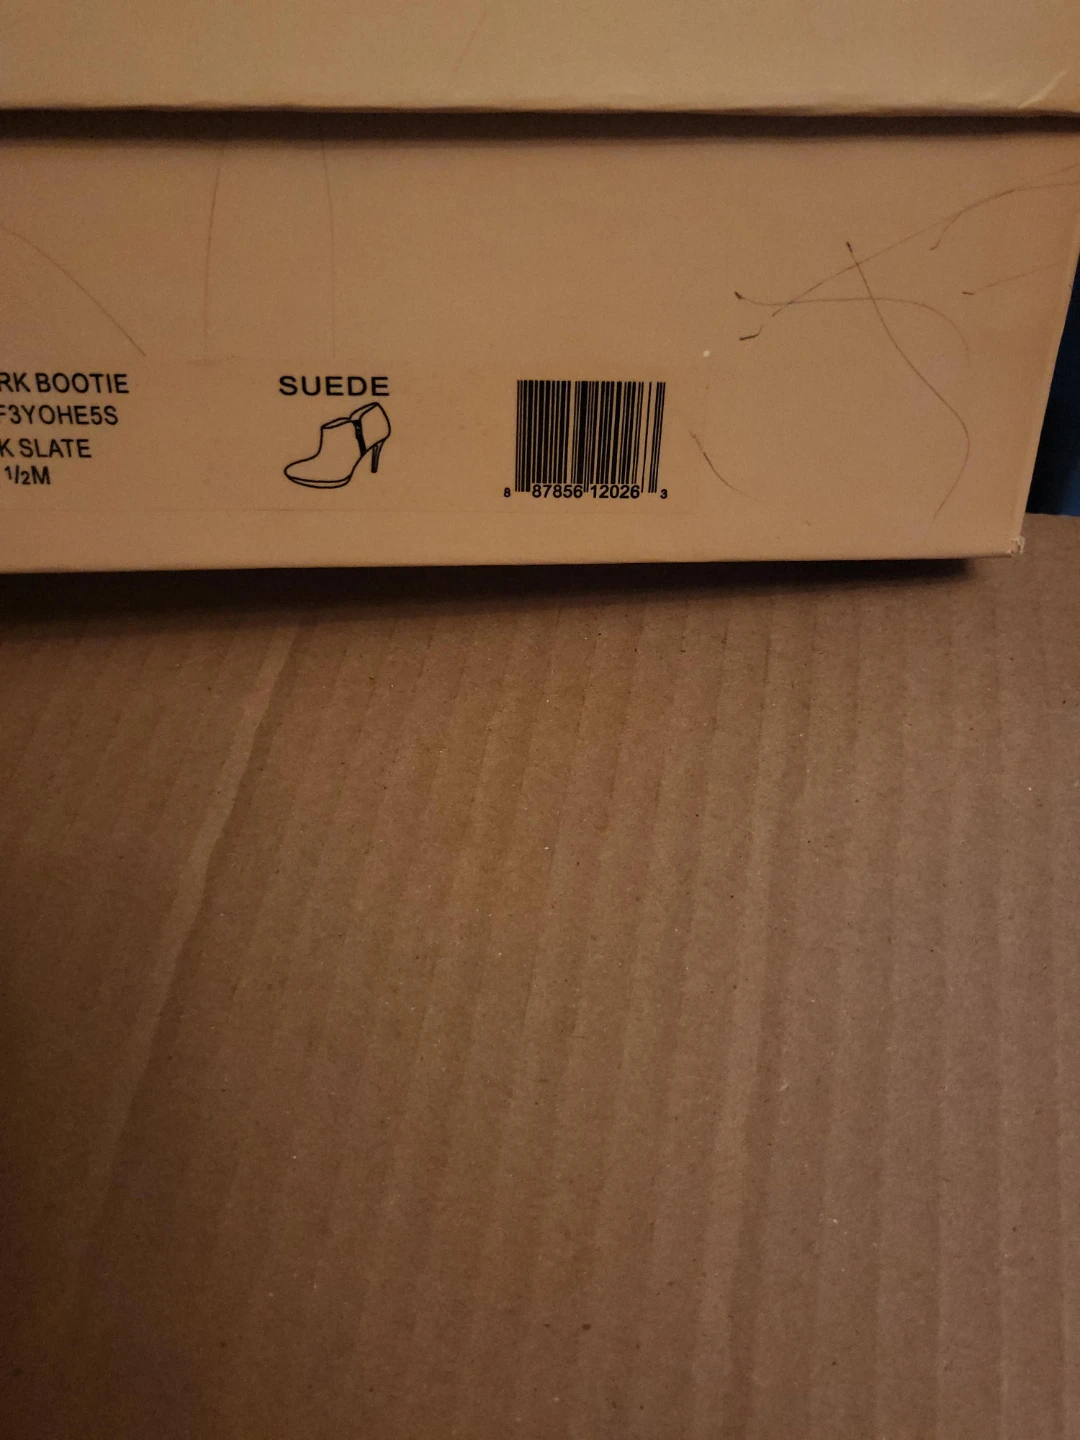 RK BOOTIE
F3YOHE5S
K SLATE
1/2M
SUEDE
8 87856 12026 3